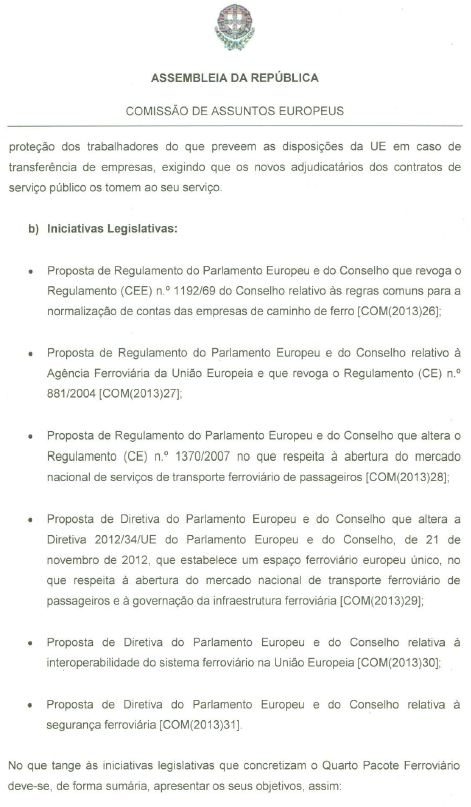 ASSEMBLEIA DA REPÚBLICA
COMISSÃO DE ASSUNTOS EUROPEUS
proteção dos trabalhadores do que preveem as disposições da UE em caso de
transferência de empresas, exigindo que os novos adjudicatários dos contratos de
serviço público os tomem ao seu serviço.
b) Iniciativas Legislativas:
• Proposta de Regulamento do Parlamento Europeu e do Conselho que revoga o
Regulamento (CEE) n.º 1192/69 do Conselho relativo às regras comuns para a
normalização de contas das empresas de caminho de ferro [COM(2013)26];
• Proposta de Regulamento do Parlamento Europeu e do Conselho relativo à
Agência Ferroviária da União Europeia e que revoga o Regulamento (CE) n.º
881/2004 [COM(2013)27];
• Proposta de Regulamento do Parlamento Europeu e do Conselho que altera o
Regulamento (CE) n.º 1370/2007 no que respeita à abertura do mercado
nacional de serviços de transporte ferroviário de passageiros [COM(2013)28];
• Proposta de Diretiva do Parlamento Europeu e do Conselho que altera a
Diretiva 2012/34/UE do Parlamento Europeu e do Conselho, de 21 de
novembro de 2012, que estabelece um espaço ferroviário europeu único, no
que respeita à abertura do mercado nacional de transporte ferroviário de
passageiros e à governação da infraestrutura ferroviária [COM(2013)29];
• Proposta de Diretiva do Parlamento Europeu e do Conselho relativa à
interoperabilidade do sistema ferroviário na União Europeia [COM(2013)30];
• Proposta de Diretiva do Parlamento Europeu e do Conselho relativa à
segurança ferroviária [COM(2013)31].
No que tange às iniciativas legislativas que concretizam o Quarto Pacote Ferroviário
deve-se, de forma sumária, apresentar os seus objetivos, assim: